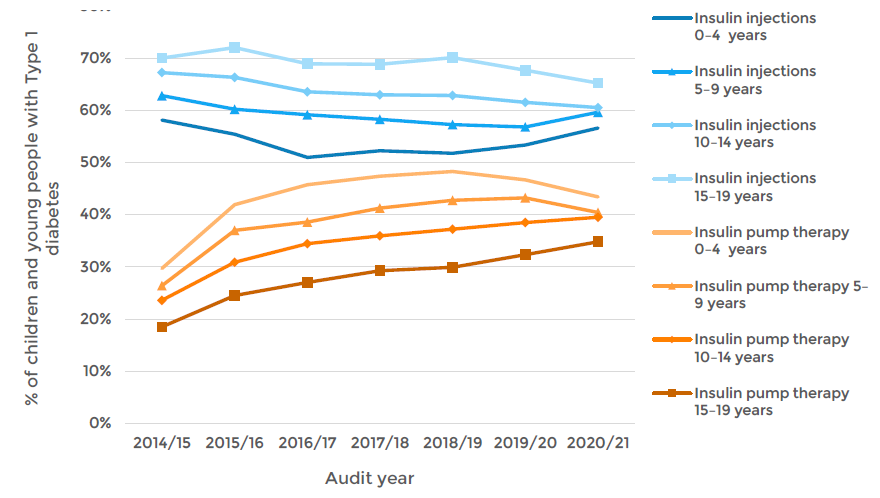 70%
60%
50%
40%
30%
20%
10%
0%
% of children and young people with Type 1
diabetes
2014/15 2015/16 2016/17 2017/18 2018/19 2019/20 2020/21
Audit year
Insulin injections
0–4 years
Insulin injections
5–9 years
Insulin injections
10–14 years
Insulin injections
15–19 years
Insulin pump therapy
0–4 years
Insulin pump therapy 5–
9 years
Insulin pump therapy
10–14 years
Insulin pump therapy
15–19 years